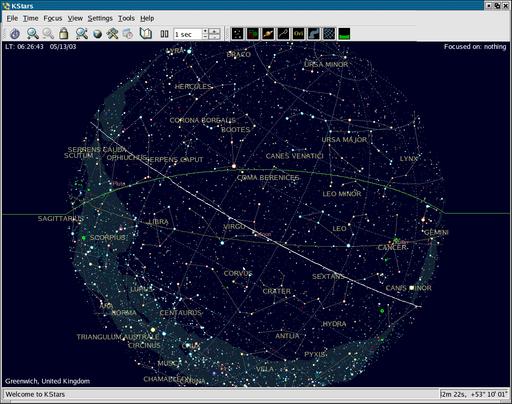 KStars
File Time Focus View Settings Tools Help
1 sec
LT: 06:26:43 05/13/03
Focused on: nothing
LYRA
DRACO
URSA MINOR
HERCULES
CORONA BOREALIS
BOOTES
URSA MAJOR
SERPENS CAUDA
SCUTUM
OPHIUCHUS
SERPENS CAPUT
CANES VENATICI
LYNX
COMA BERENICES
Pluto
LEO MINOR
SAGITTARIUS
LIBRA
VIRGO
LEO
GEMINI
SCORPIUS
CANCER
CORVUS
SEXTANS
CRATER
CANIS MINOR
LUPUS
ARA
NORMA
CENTAURUS
HYDRA
TRIANGULUM AUSTRALE
CIRCINUS
CRUX
ANTLIA
PYXIS
VELA
Greenwich, United Kingdom
Welcome to KStars
2m 22s, +53° 10' 01"